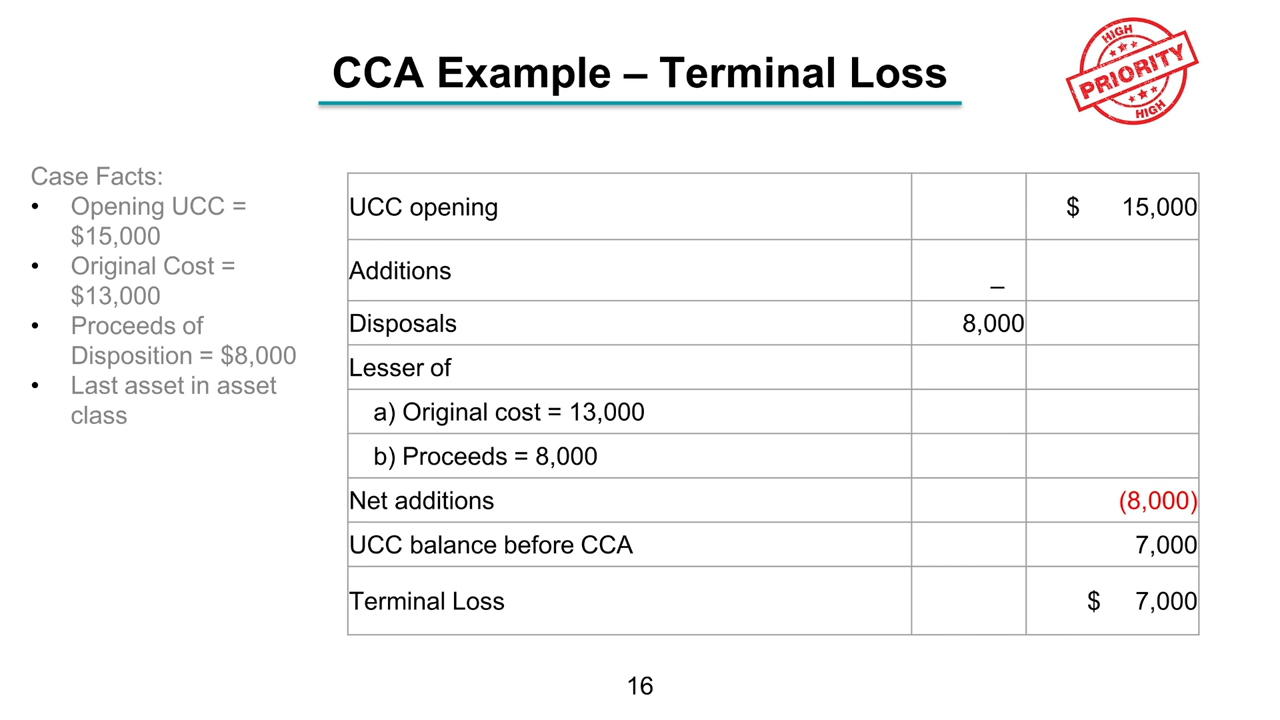 CCA Example – Terminal Loss
HIGH
PRIORITY
HIGH
Case Facts:
• Opening UCC =
$15,000
• Original Cost =
$13,000
• Proceeds of
Disposition = $8,000
• Last asset in asset
class
UCC opening $ 15,000
Additions –
Disposals 8,000
Lesser of
a) Original cost = 13,000
b) Proceeds = 8,000
Net additions (8,000)
UCC balance before CCA 7,000
Terminal Loss $ 7,000
16